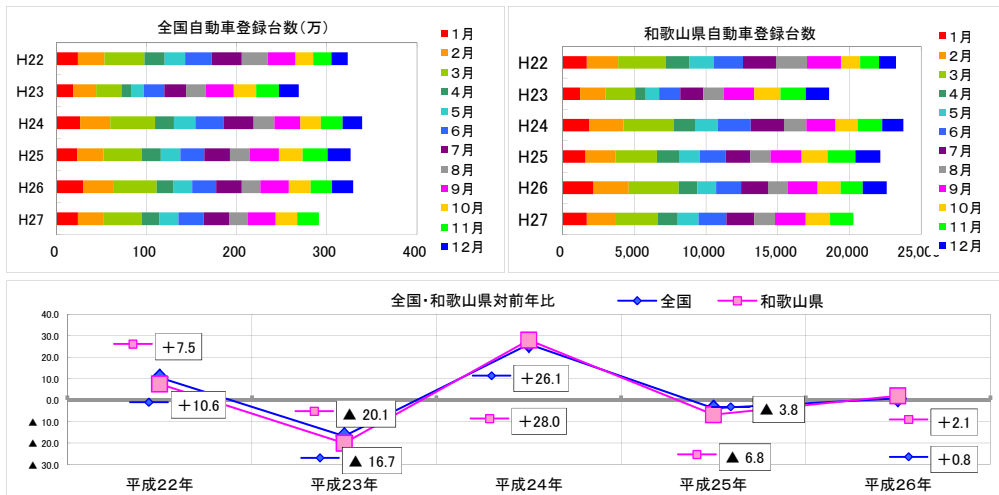 全国自動車登録台数（万）
H22
H23
H24
H25
H26
H27
0
100
200
300
400
1月
2月
3月
4月
5月
6月
7月
8月
9月
10月
11月
12月
和歌山県自動車登録台数
H22
H23
H24
H25
H26
H27
0
5,000
10,000
15,000
20,000
1月
2月
3月
4月
5月
6月
7月
8月
9月
10月
11月
12月
全国・和歌山県対前年比
全国
和歌山県
40.0
30.0
20.0
10.0
0.0
▲ 10.0
▲ 20.0
▲ 30.0
＋7.5
＋10.6
▲ 20.1
▲ 16.7
＋26.1
＋28.0
▲ 3.8
▲ 6.8
＋2.1
＋0.8
平成22年
平成23年
平成24年
平成25年
平成26年